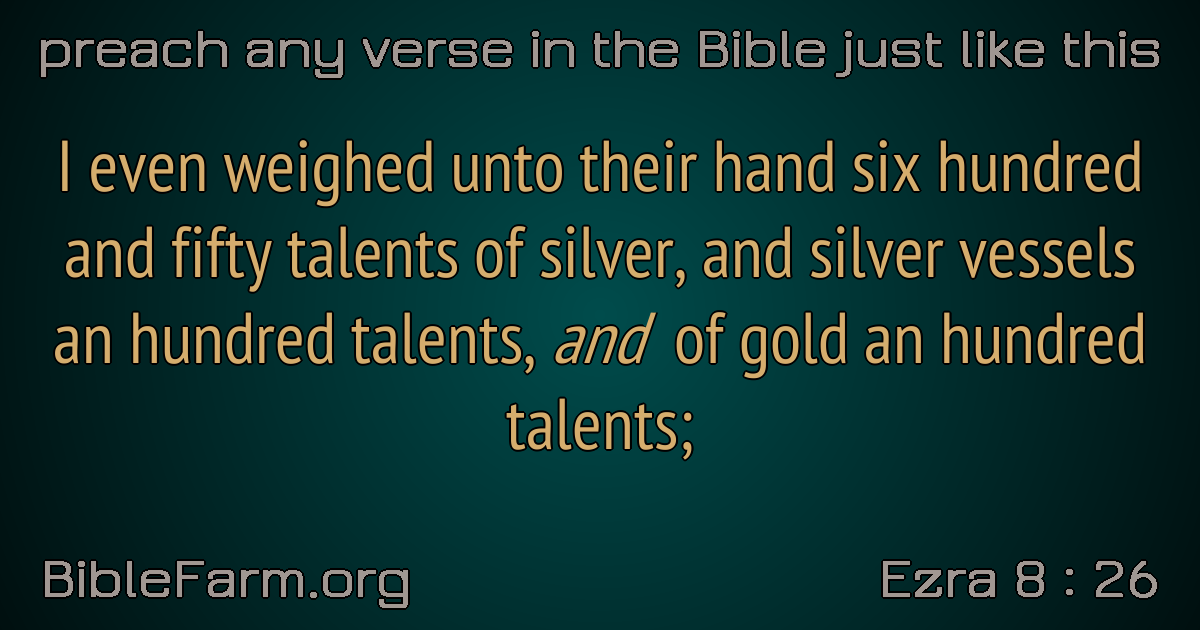 preach any verse in the Bible just like this
I even weighed unto their hand six hundred
and fifty talents of silver, and silver vessels
an hundred talents, and of gold an hundred
talents;
BibleFarm.org
Ezra 8 : 26